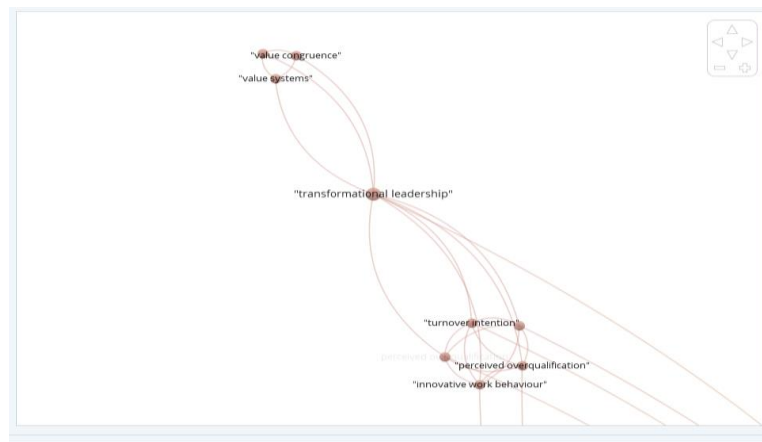 "value congruence"
"value systems"
"transformational leadership"
"turnover intention"
"perceived overqualification"
"innovative work behaviour"